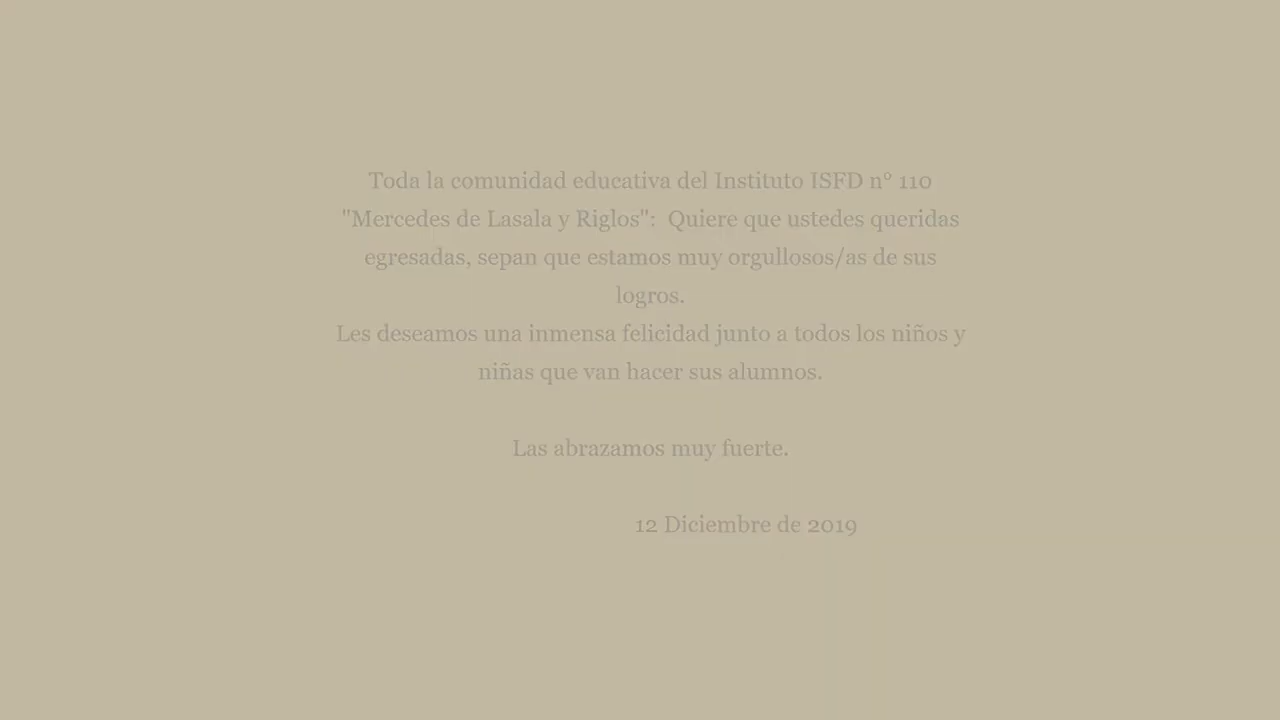 Toda la comunidad educativa del Instituto ISFD n° 110
"Mercedes de Lasala y Riglos":  Quiere que ustedes queridas
egresadas, sepan que estamos muy orgullosos/as de sus
logros.
Les deseamos una inmensa felicidad junto a todos los niños y
niñas que van hacer sus alumnos.
Las abrazamos muy fuerte.
12 Diciembre de 2019